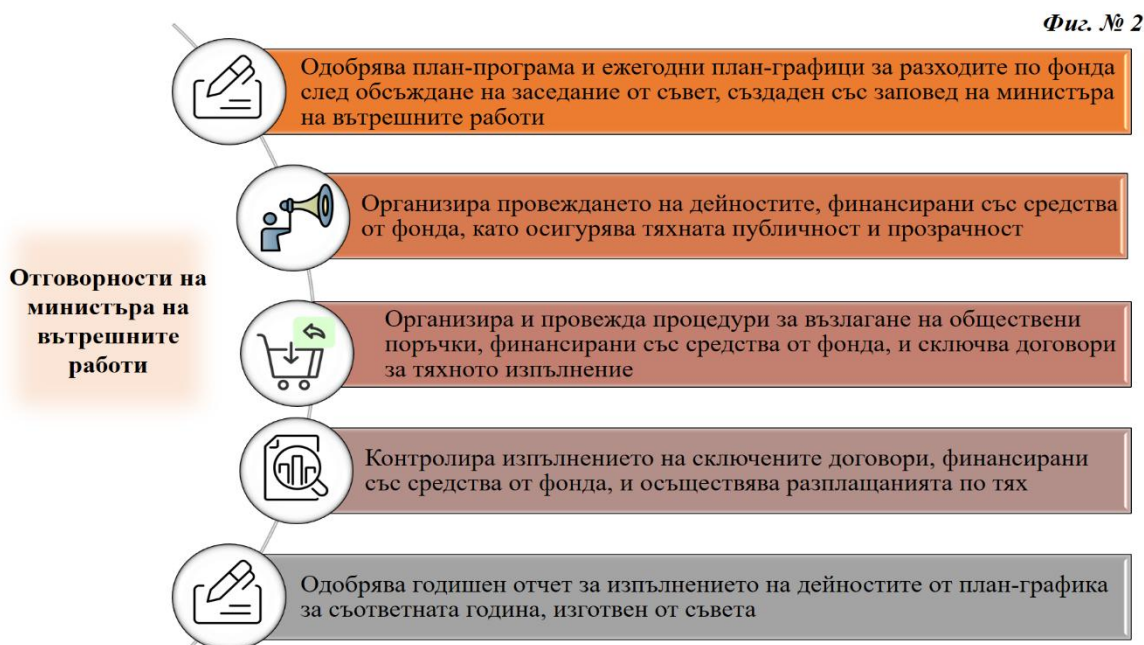 Фиг. № 2
Одобрява план-програма и ежегодни план-графици за разходите по фонда
след обсъждане на заседание от съвет, създаден със заповед на министъра
на вътрешните работи
Организира провеждането на дейностите, финансирани със средства
от фонда, като осигурява тяхната публичност и прозрачност
Отговорности на
министъра на
вътрешните
работи
Организира и провежда процедури за възлагане на обществени
поръчки, финансирани със средства от фонда, и сключва договори
за тяхното изпълнение
Контролира изпълнението на сключените договори, финансирани
със средства от фонда, и осъществява разплащанията по тях
Одобрява годишен отчет за изпълнението на дейностите от план-графика
за съответната година, изготвен от съвета